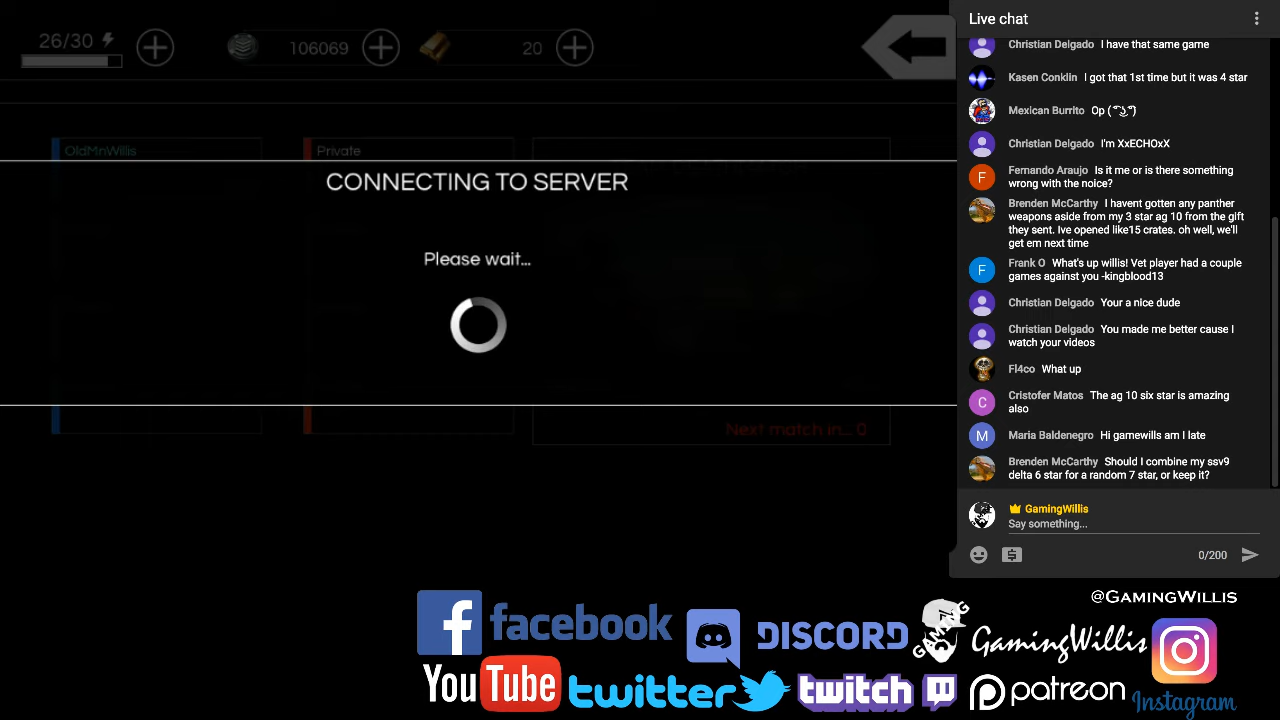 26/30
106069
20
OldMnWillis
Private
CONNECTING TO SERVER
Please wait...
Next match in... 0
Live chat
Christian Delgado I have that same game
Kasen Conklin I got that 1st time but it was 4 star
Mexican Burrito Op ( ͡° ͜ʖ ͡°)
Christian Delgado I'm XxECHOxX
Fernando Araujo Is it me or is there something
wrong with the noice?
Brenden McCarthy I havent gotten any panther
weapons aside from my 3 star ag 10 from the gift
they sent. Ive opened like15 crates. oh well, we'll
get em next time
Frank O What's up willis! Vet player had a couple
games against you -kingblood13
Christian Delgado Your a nice dude
Christian Delgado You made me better cause I
watch your videos
Fl4co What up
Cristofer Matos The ag 10 six star is amazing
also
Maria Baldenegro Hi gamewills am I late
Brenden McCarthy Should I combine my ssv9
delta 6 star for a random 7 star, or keep it?
GamingWillis
Say something...
0/200
@GamingWillis
facebook
DISCORD
GAMING
GamingWillis
YouTube
twitter
twitch
patreon
Instagram